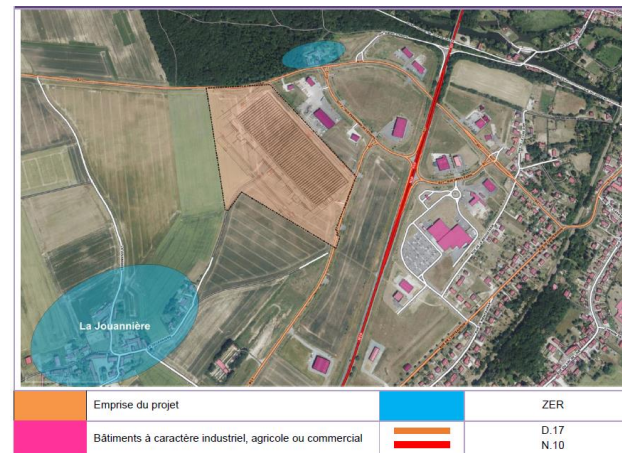 La Jouannière
Emprise du projet
ZER
Bâtiments à caractère industriel, agricole ou commercial
D.17
N.10